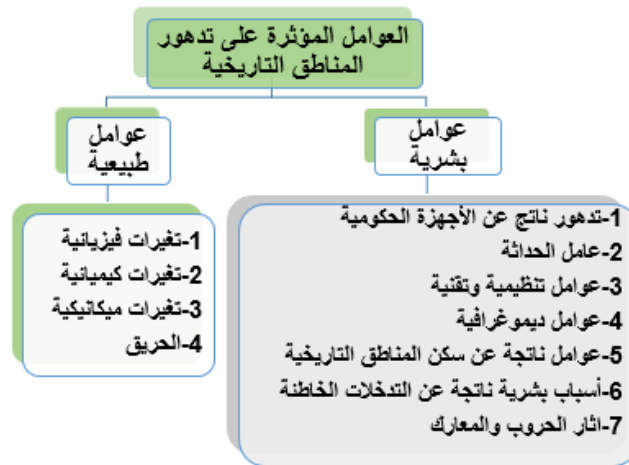 العوامل المؤثرة على تدهور
المناطق التاريخية
عوامل
بشرية
1-تدهور ناتج عن الأجهزة الحكومية
2-عامل الحداثة
3-عوامل تنظيمية وتقنية
4-عوامل ديموغرافية
5-عوامل ناتجة عن سكن المناطق التاريخية
6-أسباب بشرية ناتجة عن التدخلات الخاطئة
7-اثار الحروب والمعارك
عوامل
طبيعية
1-تغيرات فيزيائية
2-تغيرات كيميائية
3-تغيرات ميكانيكية
4-الحريق